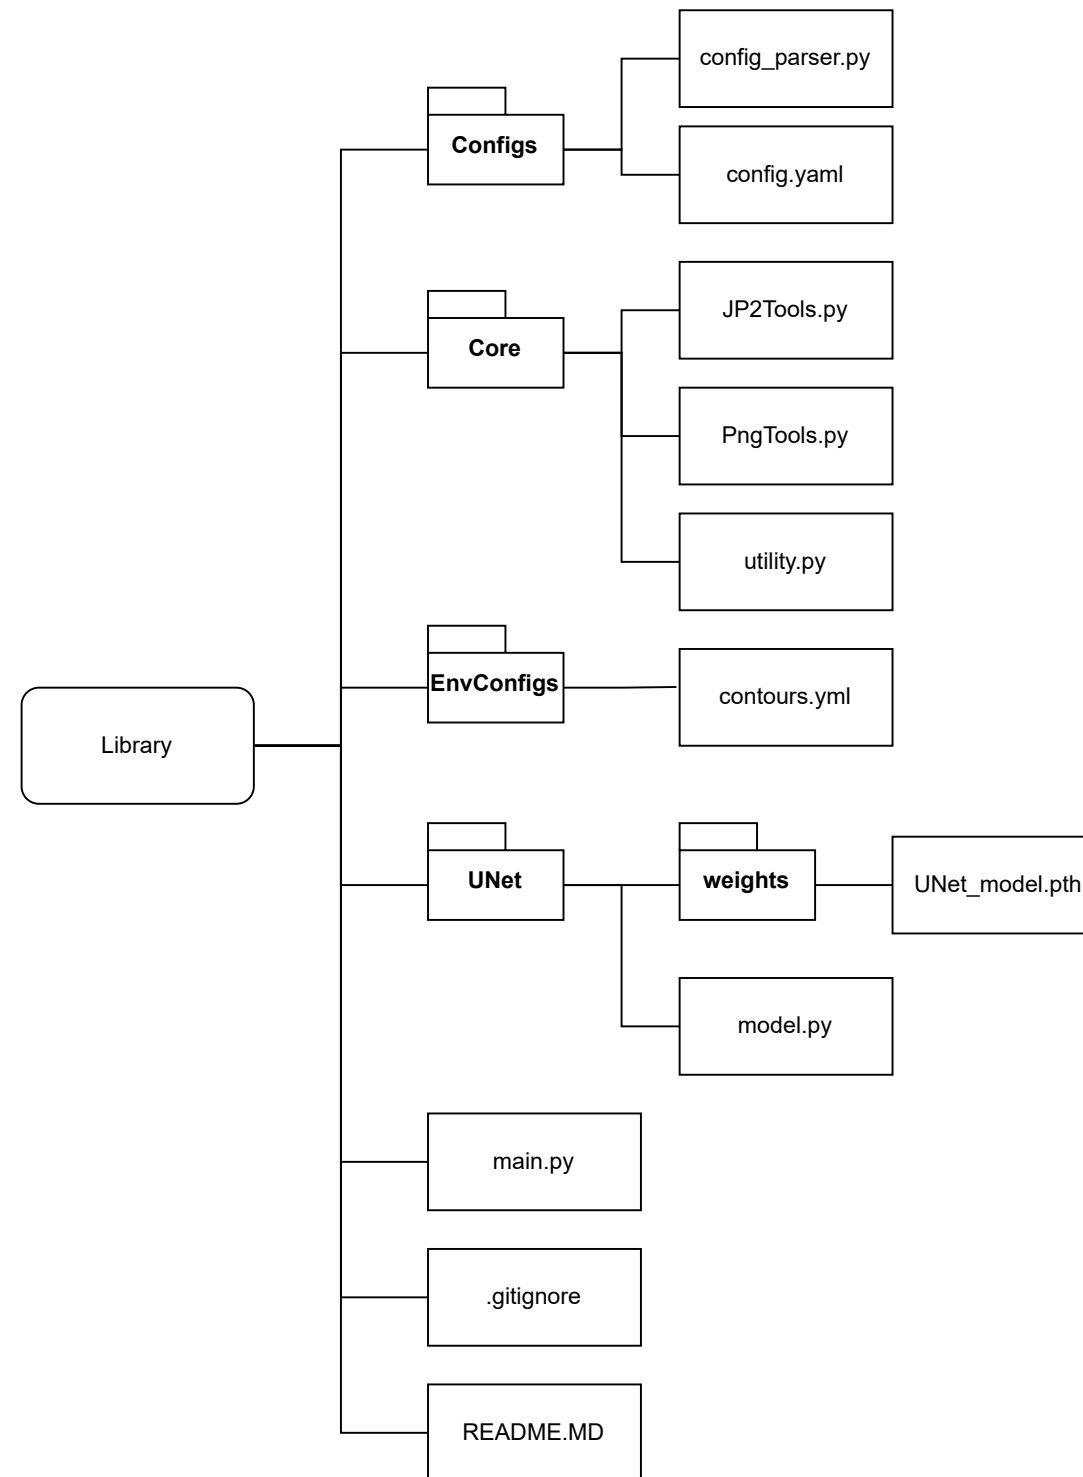 config_parser.py
Configs
config.yaml
JP2Tools.py
Core
PngTools.py
utility.py
EnvConfigs
contours.yml
Library
UNet
weights
UNet_model.pth
model.py
main.py
.gitignore
README.MD